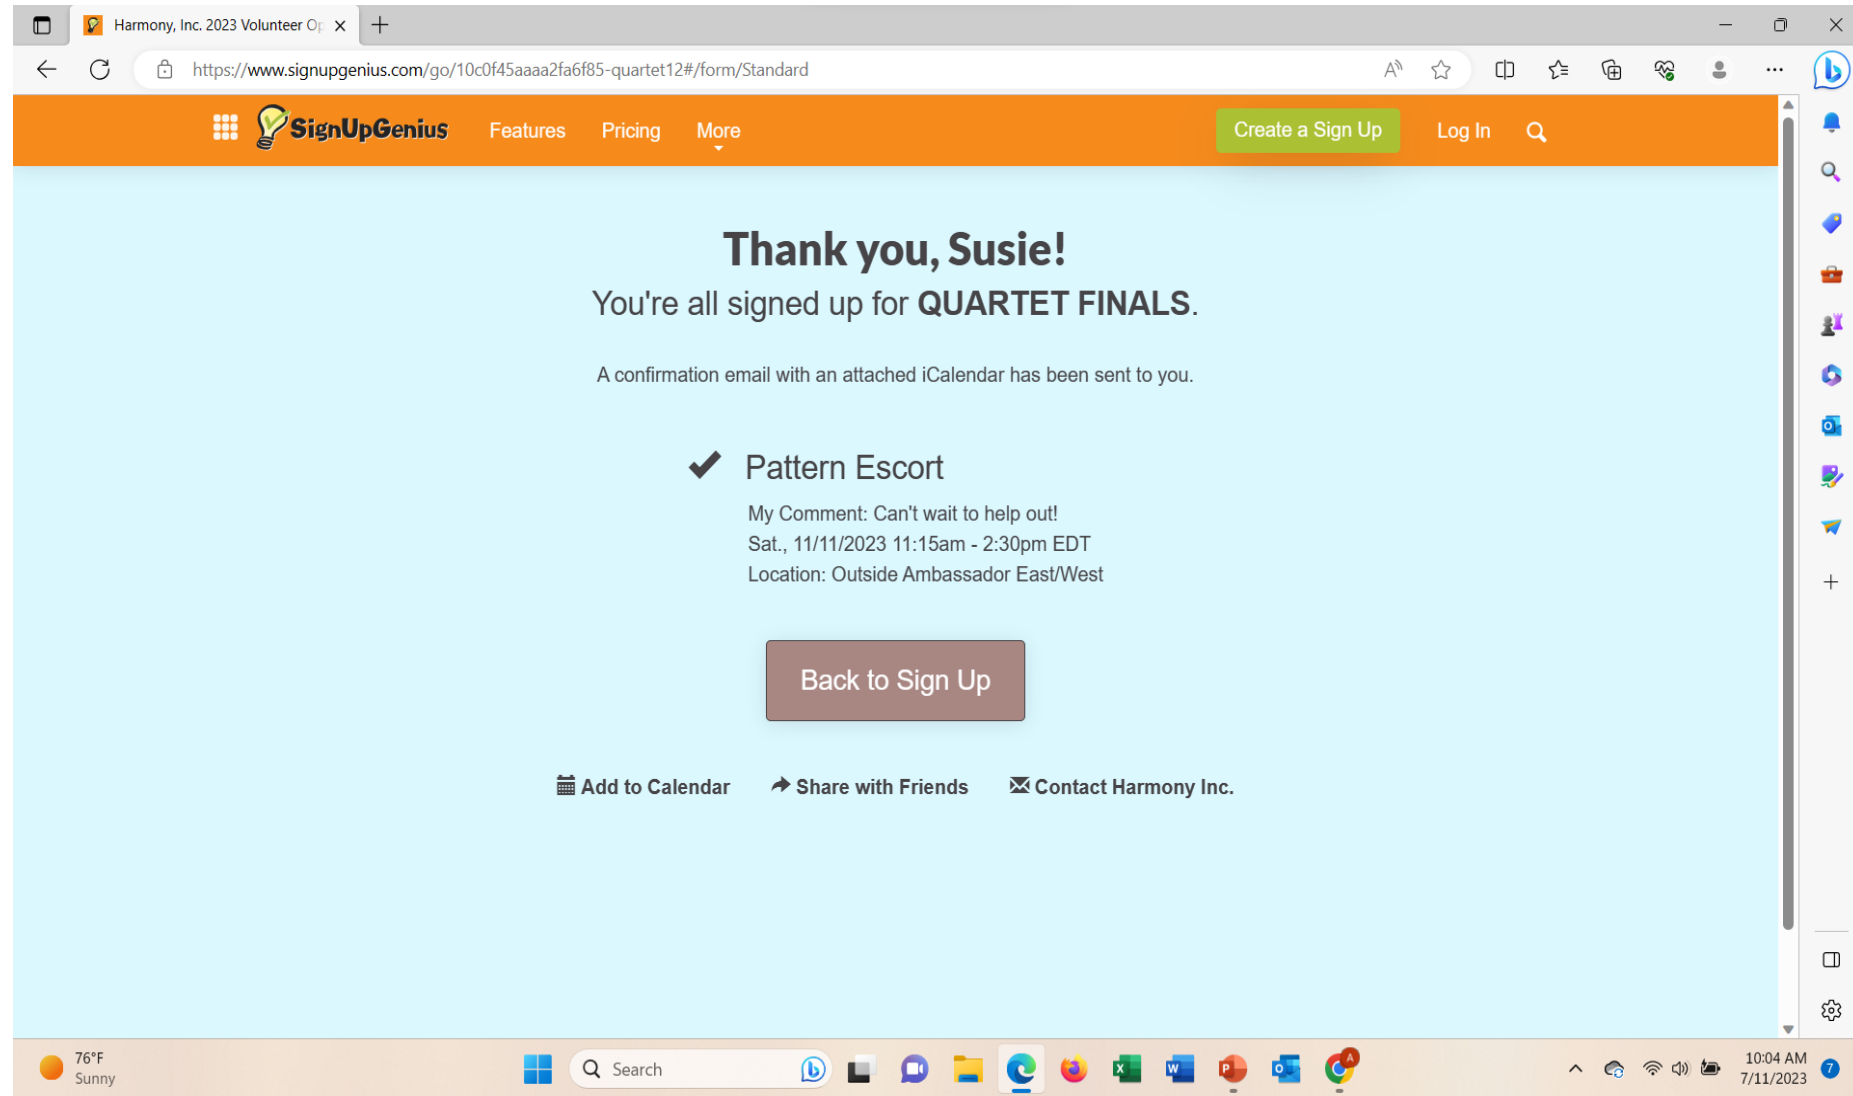 Harmony, Inc. 2023 Volunteer Op
https://www.signupgenius.com/go/10c0f45aaaa2fa6f85-quartet12#/form/Standard
SignUpGenius Features Pricing More Create a Sign Up Log In
Thank you, Susie!
You're all signed up for QUARTET FINALS.
A confirmation email with an attached iCalendar has been sent to you.
Pattern Escort
My Comment: Can't wait to help out!
Sat., 11/11/2023 11:15am - 2:30pm EDT
Location: Outside Ambassador East/West
Back to Sign Up
Add to Calendar Share with Friends Contact Harmony Inc.
76°F
Sunny
Search
10:04 AM
7/11/2023
7